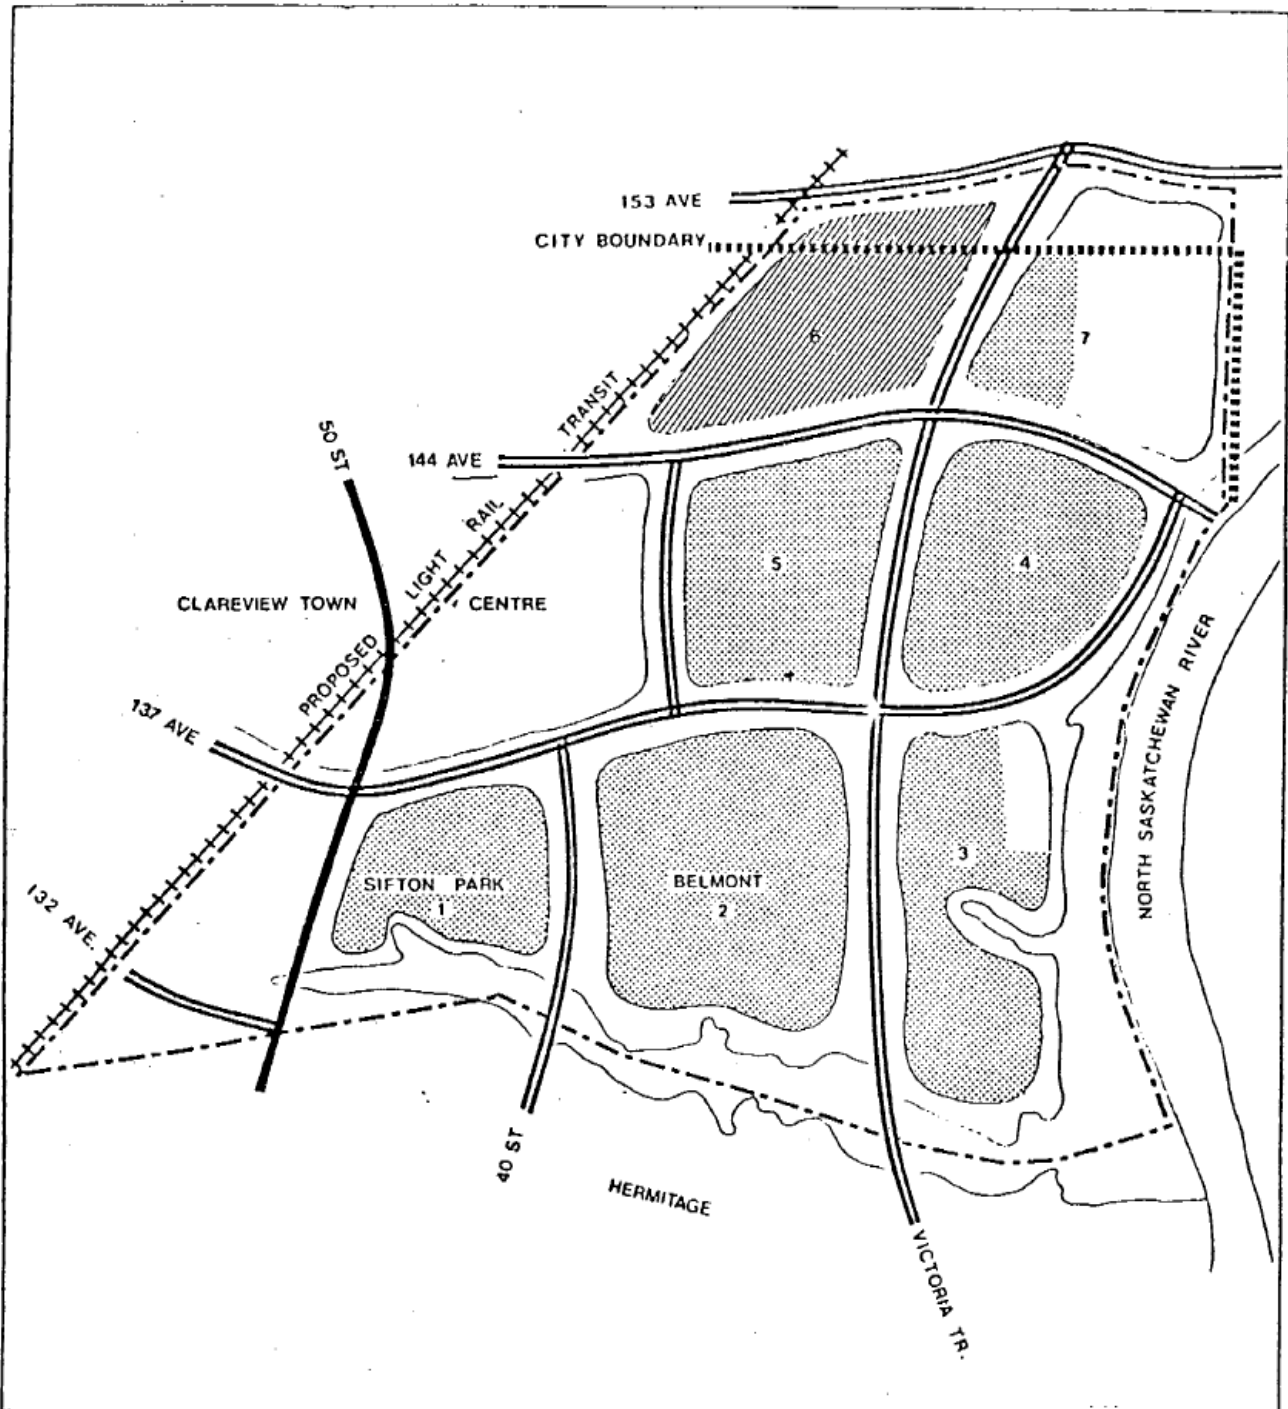 153 AVE
CITY BOUNDARY
6
7
TRANSIT
50 ST
144 AVE
RAIL
5
4
LIGHT
CLAREVIEW TOWN CENTRE
PROPOSED
NORTH SASKATCHEWAN RIVER
137 AVE
3
SIFTON PARK
1
BELMONT
2
132 AVE.
40 ST
HERMITAGE
VICTORIA TR.